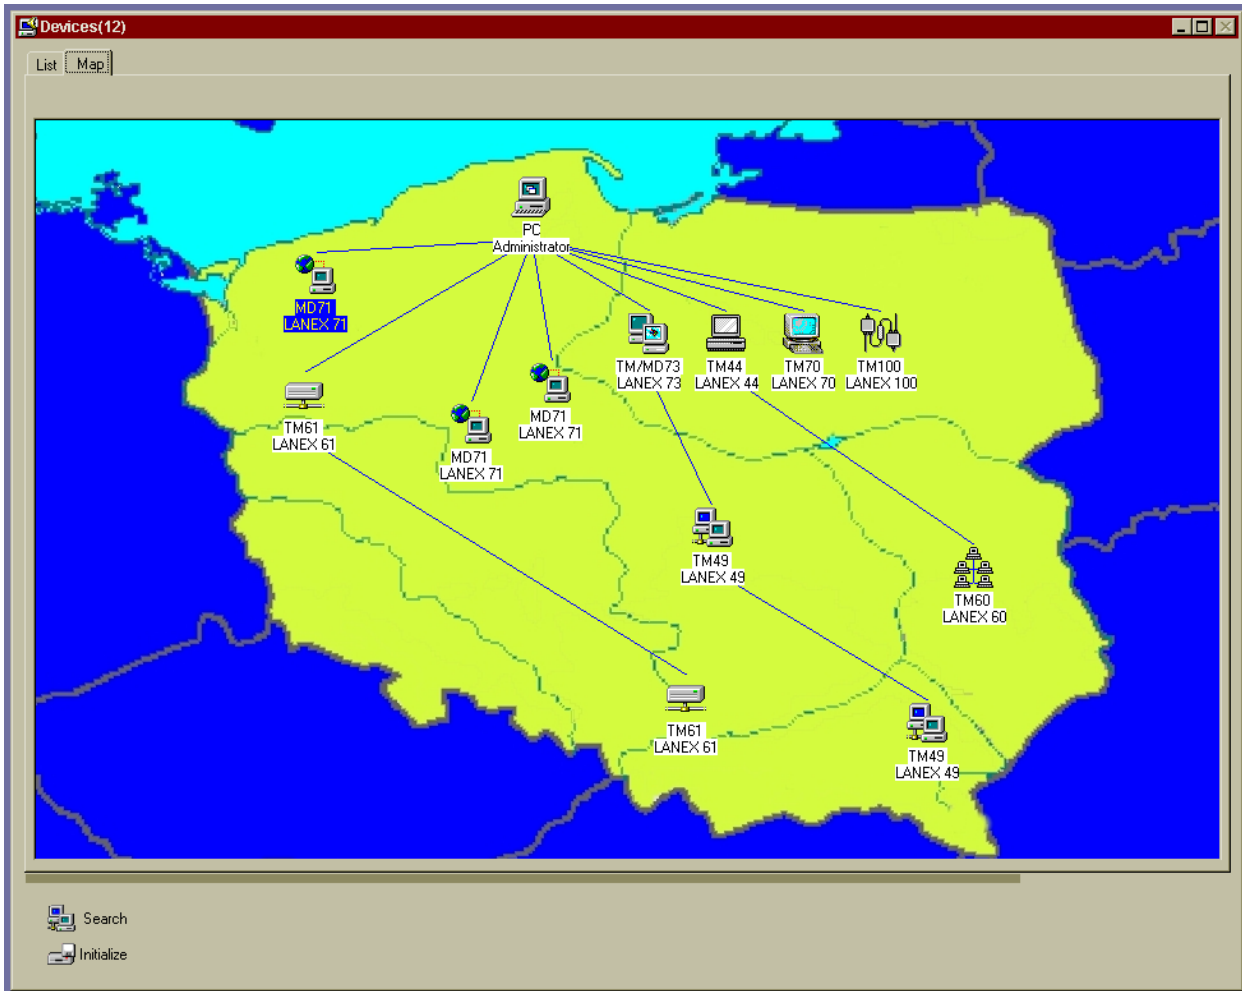 Devices(12)
List
Map
PC
Administrator
MD71
LANEX 71
TM/MD73
LANEX 73
TM44
LANEX 44
TM70
LANEX 70
TM100
LANEX 100
TM61
LANEX 61
MD71
LANEX 71
MD71
LANEX 71
TM49
LANEX 49
TM60
LANEX 60
TM61
LANEX 61
TM49
LANEX 49
Search
Initialize